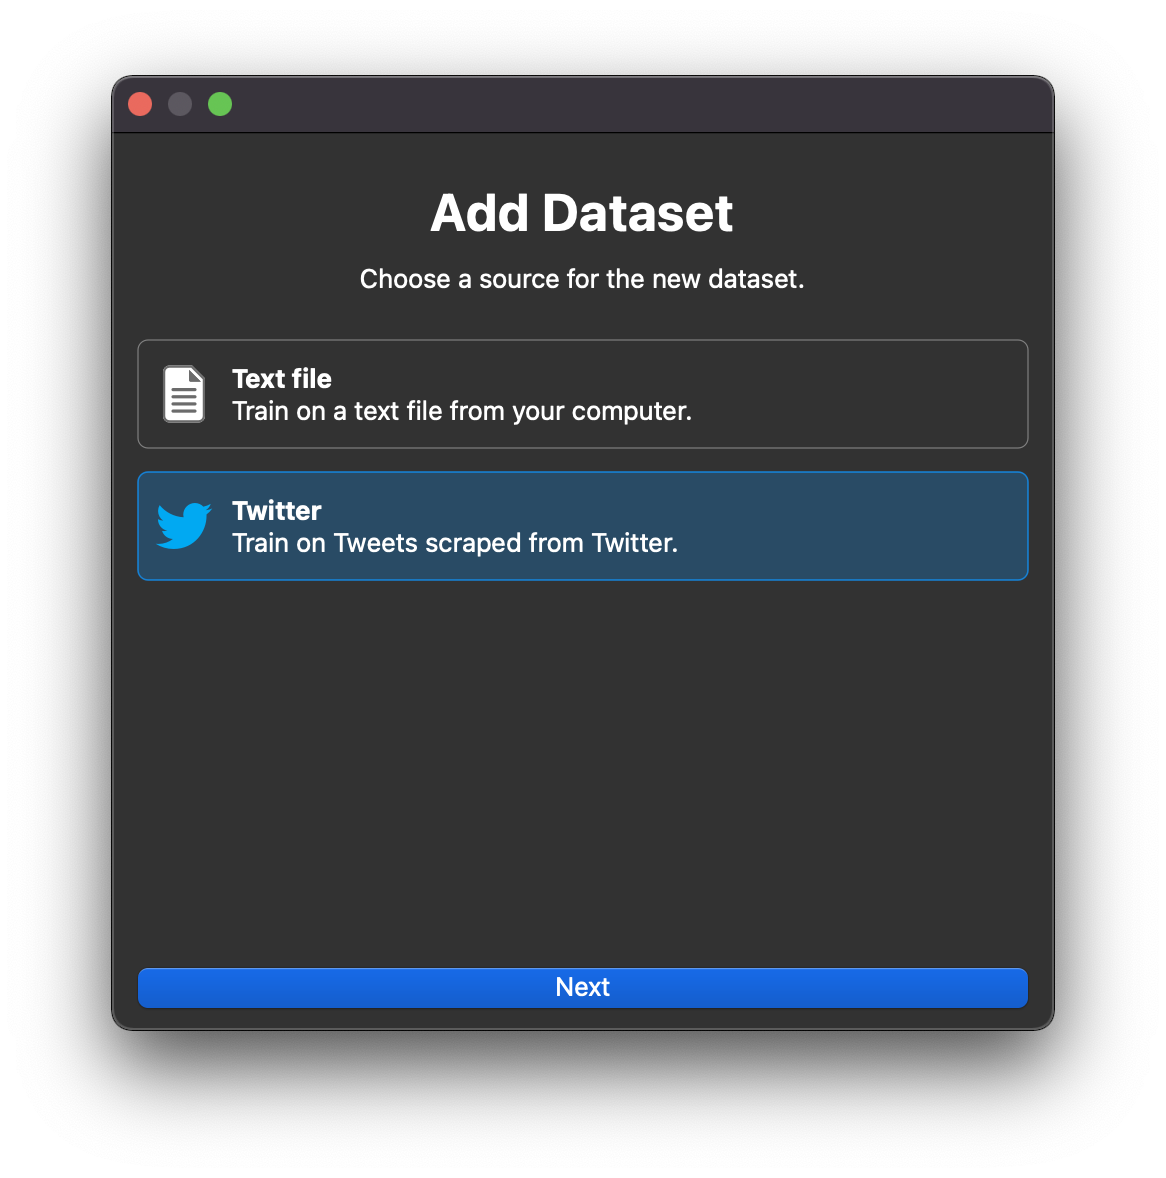 Add Dataset
Choose a source for the new dataset.
Text file
Train on a text file from your computer.
Twitter
Train on Tweets scraped from Twitter.
Next